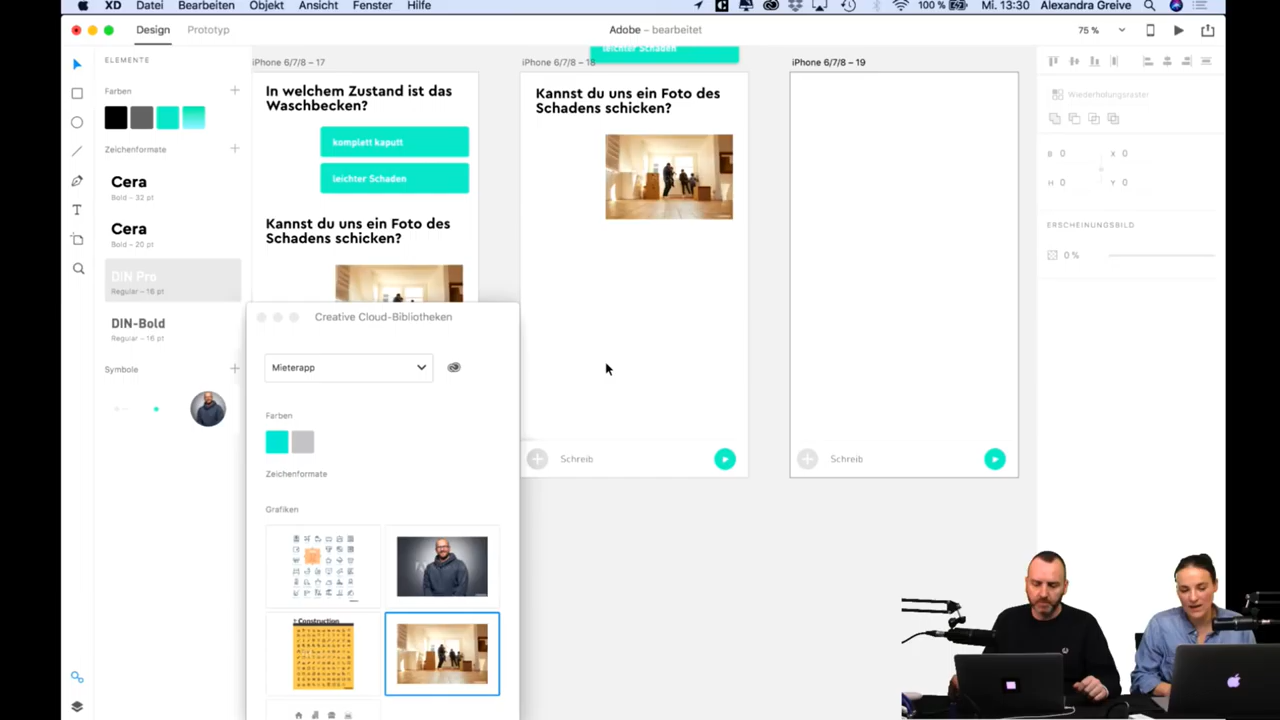 XD Datei Bearbeiten Objekt Ansicht Fenster Hilfe 100 % Mi. 13:30 Alexandra Greive
Design Prototyp Adobe – bearbeitet 75 %
ELEMENTE
Farben
Zeichenformate
Cera
Bold – 32 pt
Cera
Bold – 20 pt
DIN Pro
Regular – 16 pt
DIN-Bold
Regular – 16 pt
Symbole
iPhone 6/7/8 – 17
In welchem Zustand ist das
Waschbecken?
komplett kaputt
leichter Schaden
Kannst du uns ein Foto des
Schadens schicken?
leichter Schaden
iPhone 6/7/8 – 18
Kannst du uns ein Foto des
Schadens schicken?
Schreib
iPhone 6/7/8 – 19
Schreib
Creative Cloud-Bibliotheken
Mieterapp
Farben
Zeichenformate
Grafiken
Construction
Wiederholungsraster
B 0 X 0
H 0 Y 0
ERSCHEINUNGSBILD
0 %